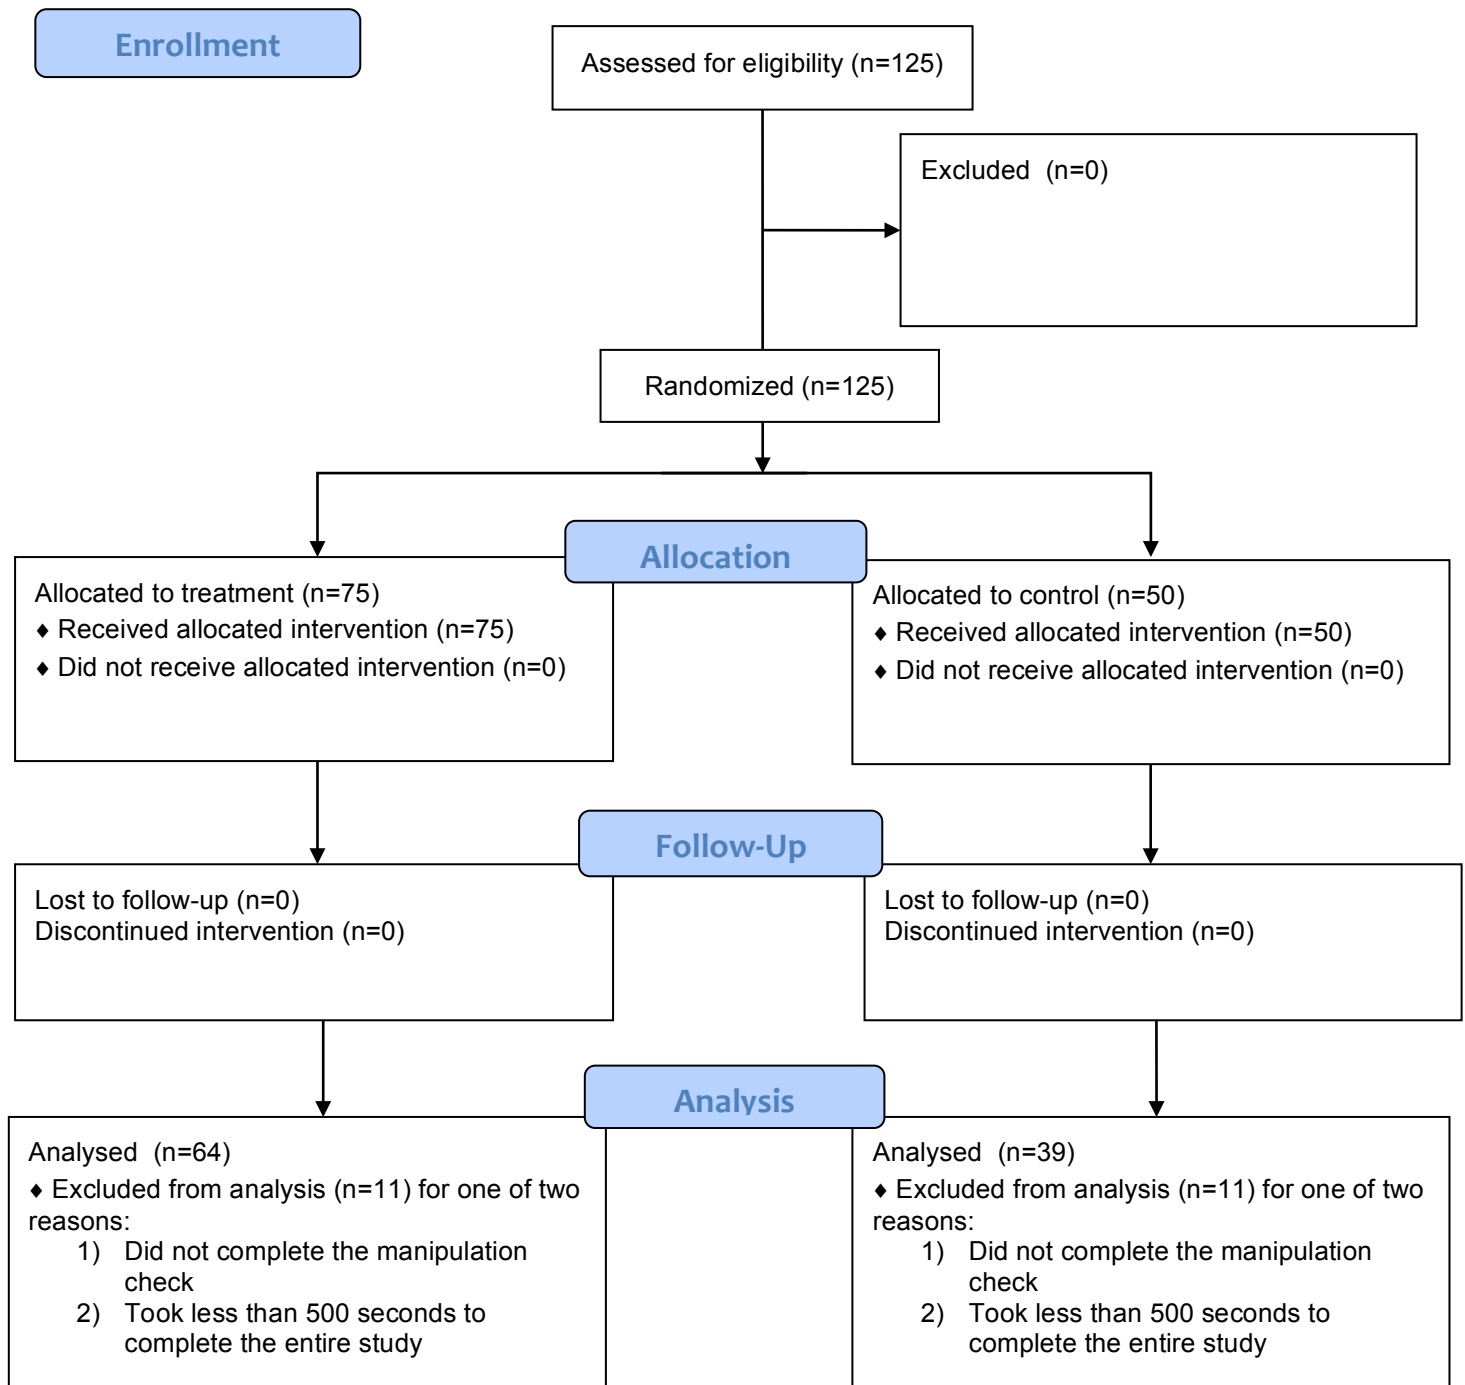 Enrollment
Assessed for eligibility (n=125)
Excluded (n=0)
Randomized (n=125)
Allocation
Allocated to treatment (n=75)
♦ Received allocated intervention (n=75)
♦ Did not receive allocated intervention (n=0)
Allocated to control (n=50)
♦ Received allocated intervention (n=50)
♦ Did not receive allocated intervention (n=0)
Follow-Up
Lost to follow-up (n=0)
Discontinued intervention (n=0)
Lost to follow-up (n=0)
Discontinued intervention (n=0)
Analysis
Analysed (n=64)
♦ Excluded from analysis (n=11) for one of two
reasons:
1) Did not complete the manipulation
check
2) Took less than 500 seconds to
complete the entire study
Analysed (n=39)
♦ Excluded from analysis (n=11) for one of two
reasons:
1) Did not complete the manipulation
check
2) Took less than 500 seconds to
complete the entire study